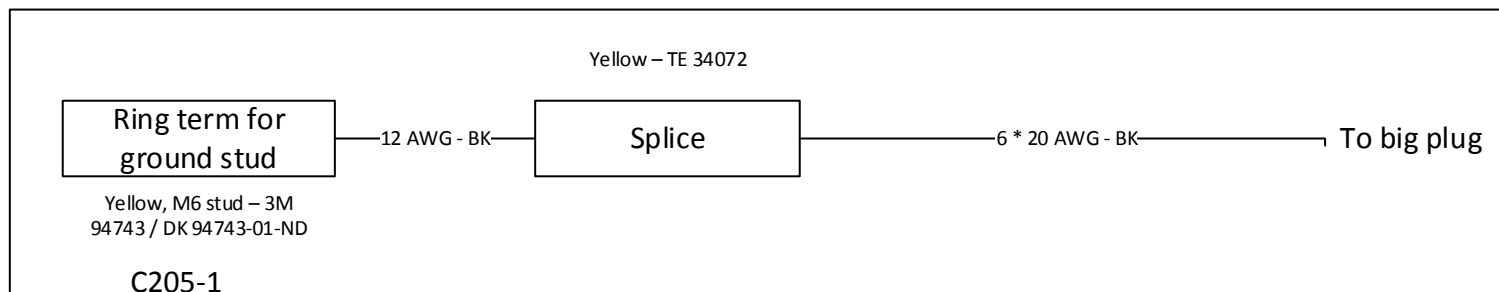 Yellow – TE 34072
Ring term for
ground stud
12 AWG - BK
Splice
6 * 20 AWG - BK
To big plug
Yellow, M6 stud – 3M
94743 / DK 94743-01-ND
C205-1